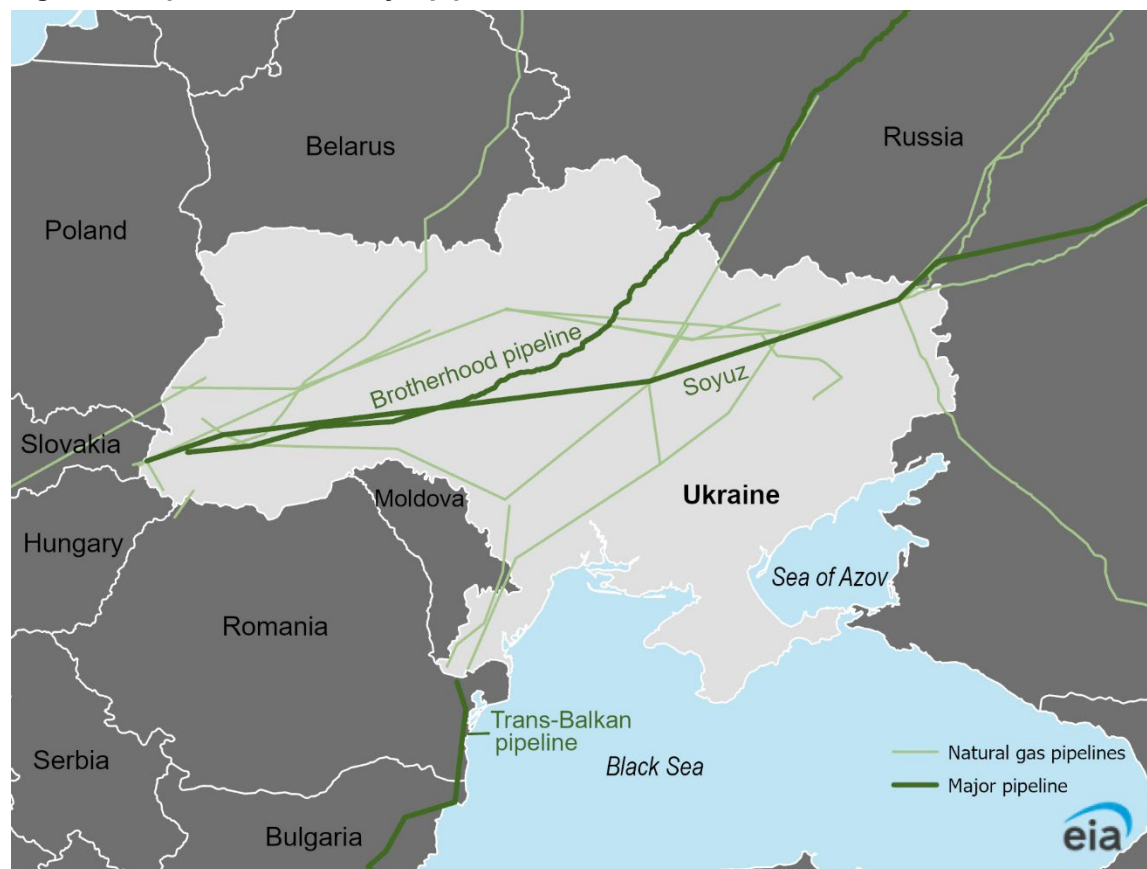 Belarus
Russia
Poland
Brotherhood pipeline
Soyuz
Slovakia
Moldova
Ukraine
Hungary
Sea of Azov
Romania
Trans-Balkan
pipeline
Serbia
Black Sea
Natural gas pipelines
Major pipeline
Bulgaria
eia